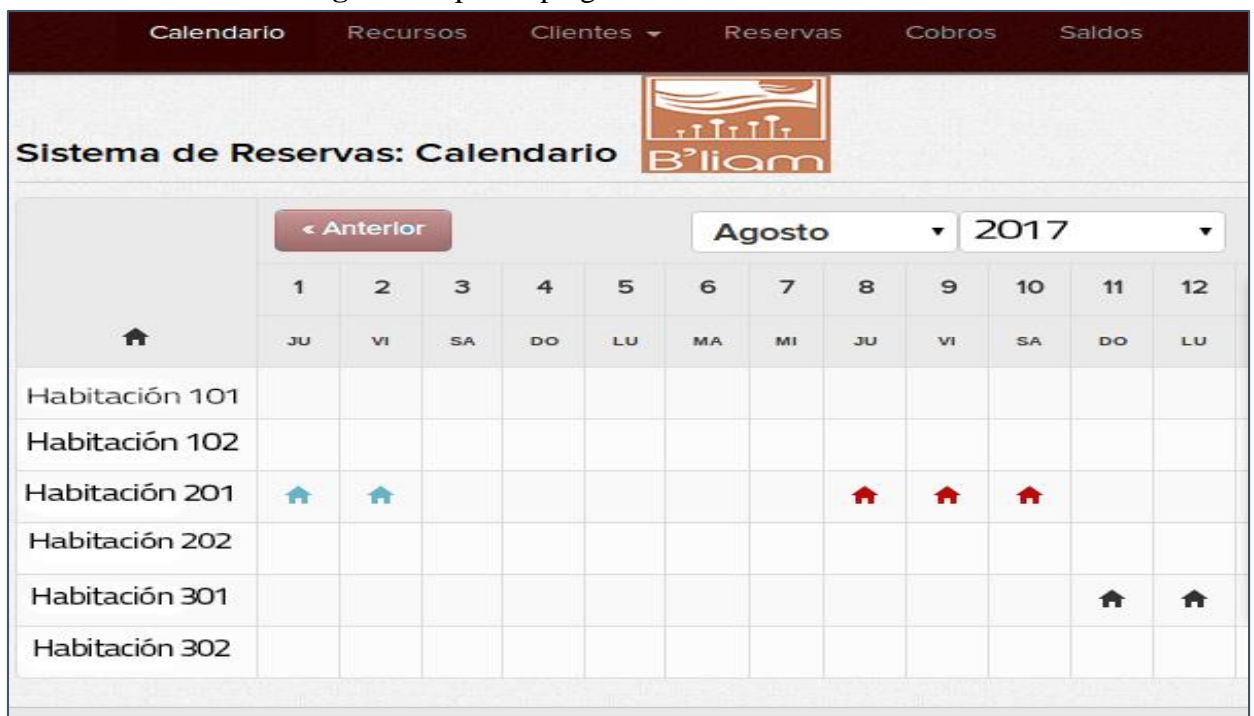 Calendario Recursos Clientes Reservas Cobros Saldos
Sistema de Reservas: Calendario
B'liam
« Anterior Agosto 2017
1 2 3 4 5 6 7 8 9 10 11 12
JU VI SA DO LU MA MI JU VI SA DO LU
Habitación 101
Habitación 102
Habitación 201
Habitación 202
Habitación 301
Habitación 302